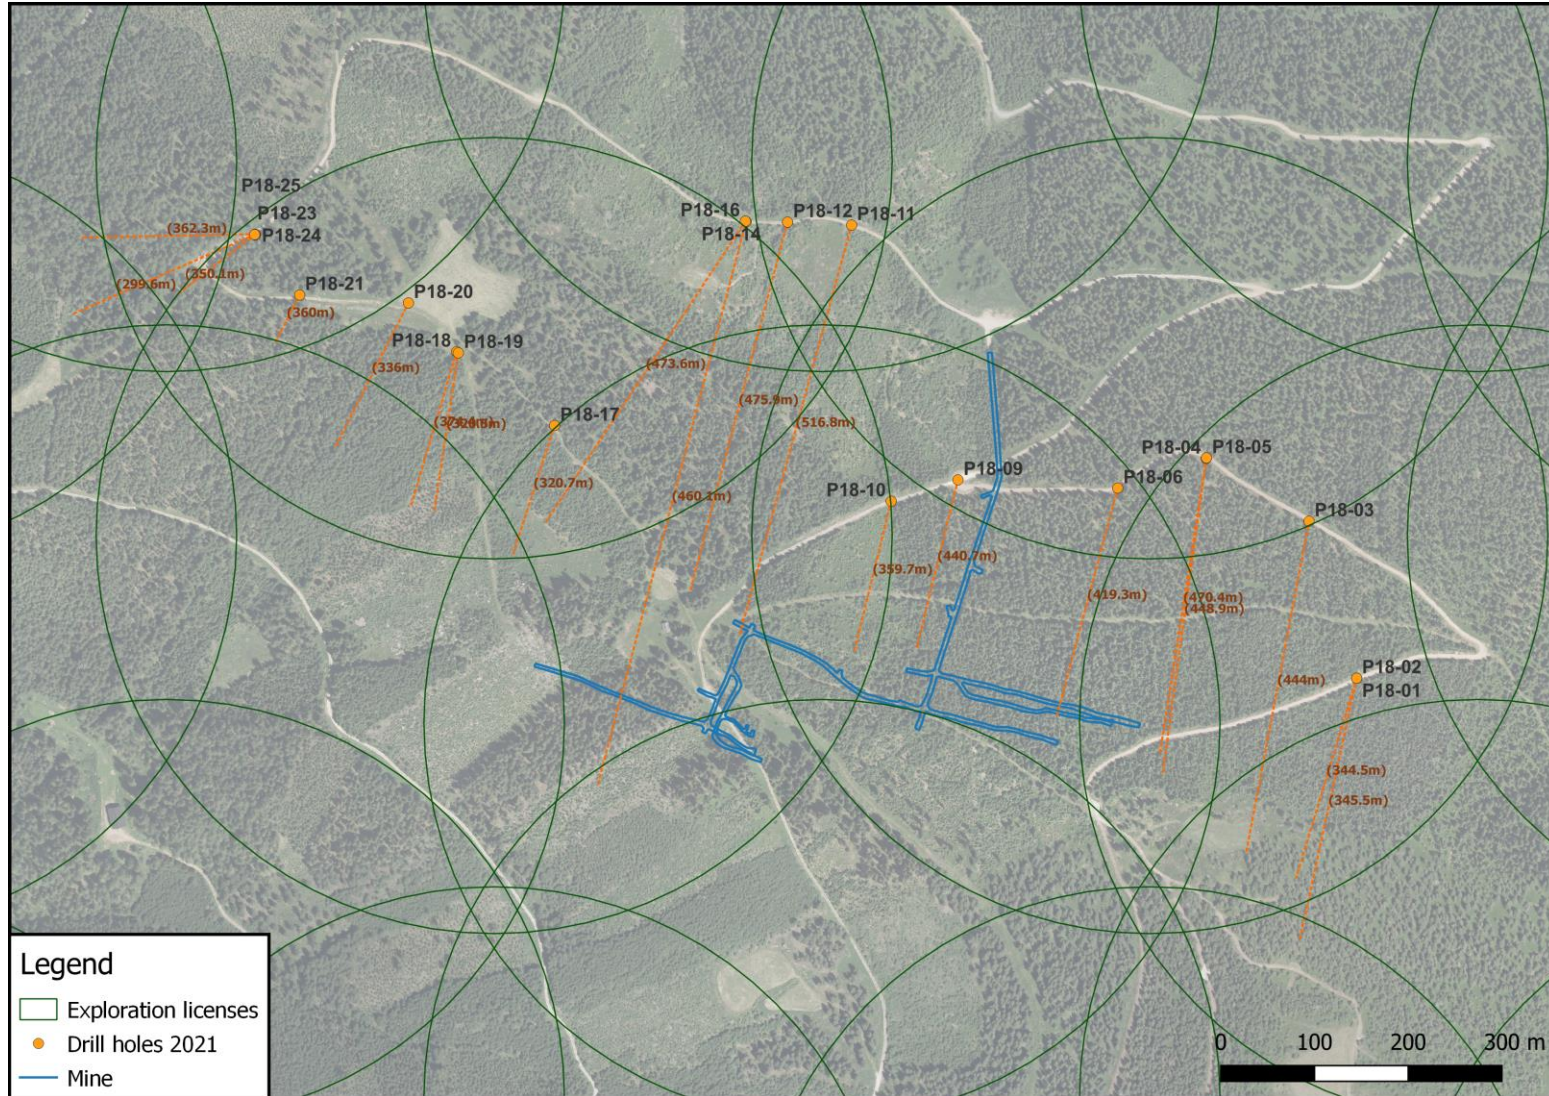 P18-25
P18-23
P18-24
(362.3m)
(350.1m)
(299.6m)
P18-21
(360m)
P18-20
(336m)
P18-18
P18-19
P18-17
(320.7m)
P18-16
P18-14
P18-12
P18-11
(473.6m)
(475.9m)
(516.8m)
(460.1m)
P18-10
P18-09
(359.7m)
(440.7m)
P18-06
P18-04
P18-05
P18-03
(419.3m)
(470.4m)
(448.9m)
(444m)
P18-02
P18-01
(344.5m)
(345.5m)
Legend
Exploration licenses
Drill holes 2021
Mine
0 100 200 300 m